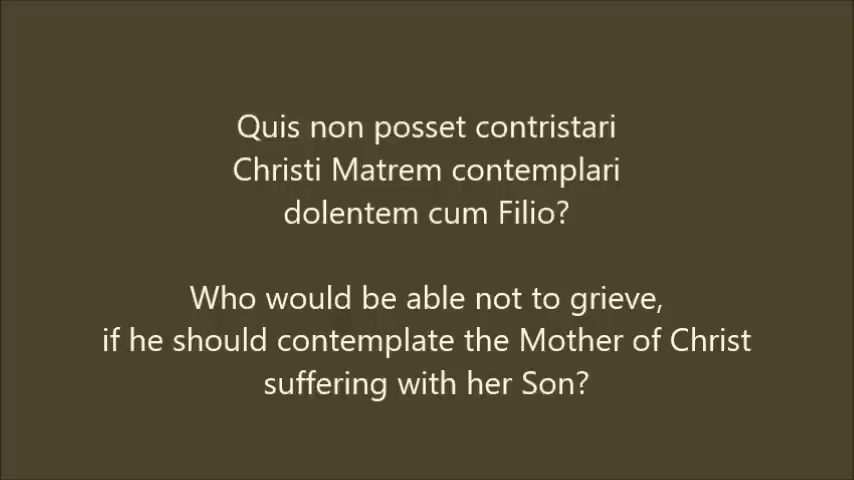 Quis non posset contristari
Christi Matrem contemplari
dolentem cum Filio?
Who would be able not to grieve,
if he should contemplate the Mother of Christ
suffering with her Son?